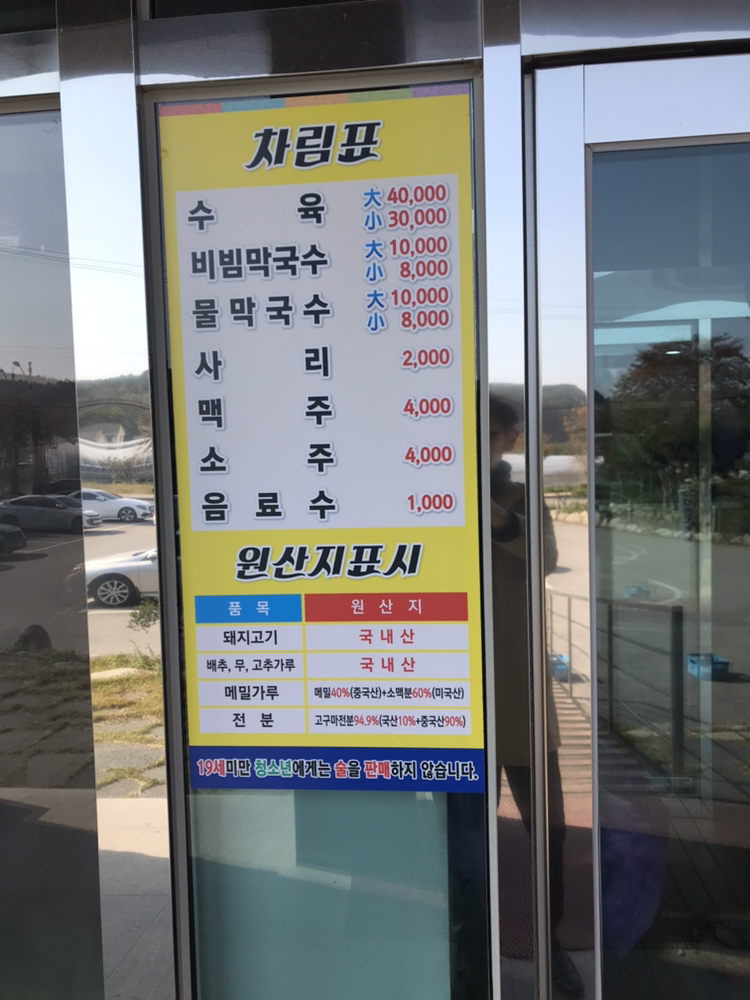 차림표
수육 大 40,000
小 30,000
비빔막국수 大 10,000
小 8,000
물막국수 大 10,000
小 8,000
사리 2,000
맥주 4,000
소주 4,000
음료수 1,000
원산지표시
품목 원산지
돼지고기 국내산
배추, 무, 고추가루 국내산
메밀가루 메밀40%(중국산)+소맥분60%(미국산)
전분 고구마전분94.9%(국산10%+중국산90%)
19세미만 청소년에게는 술을 판매하지 않습니다.